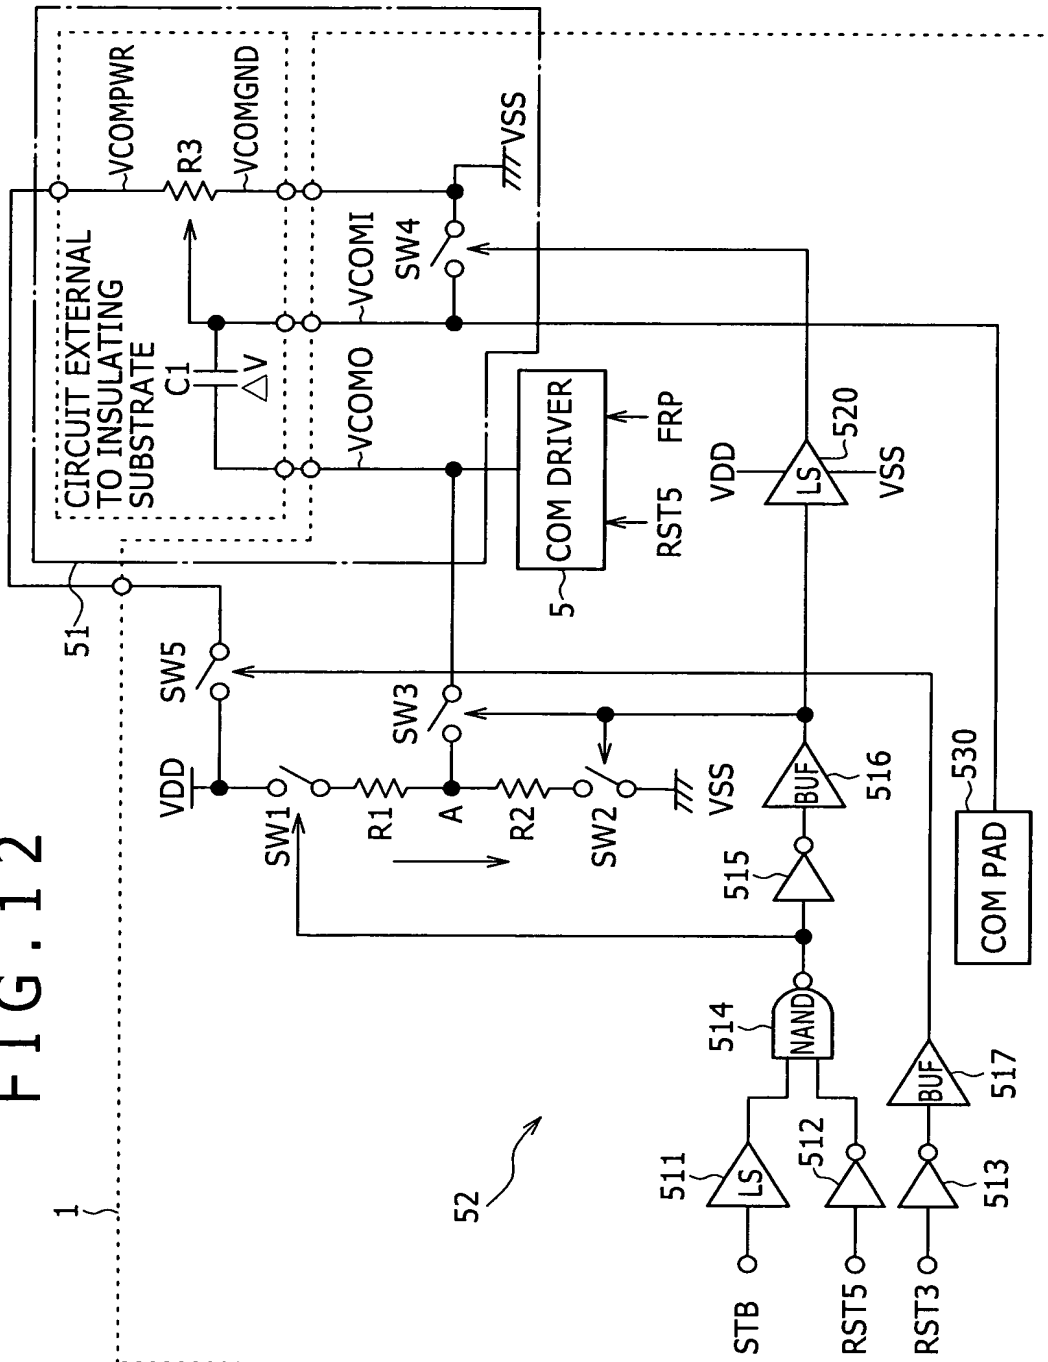 FIG.12
1
51
CIRCUIT EXTERNAL
TO INSULATING
SUBSTRATE
VCOMPWR
R3
VCOMGND
C1
△V
VCOMO
VCOMI
SW4
VSS
VDD
SW5
SW1
R1
A
R2
SW2
VSS
SW3
COM DRIVER
5
RST5
FRP
52
STB
511
LS
RST5
512
RST3
513
514
NAND
515
BUF
516
BUF
517
VDD
LS
520
VSS
COM PAD
530